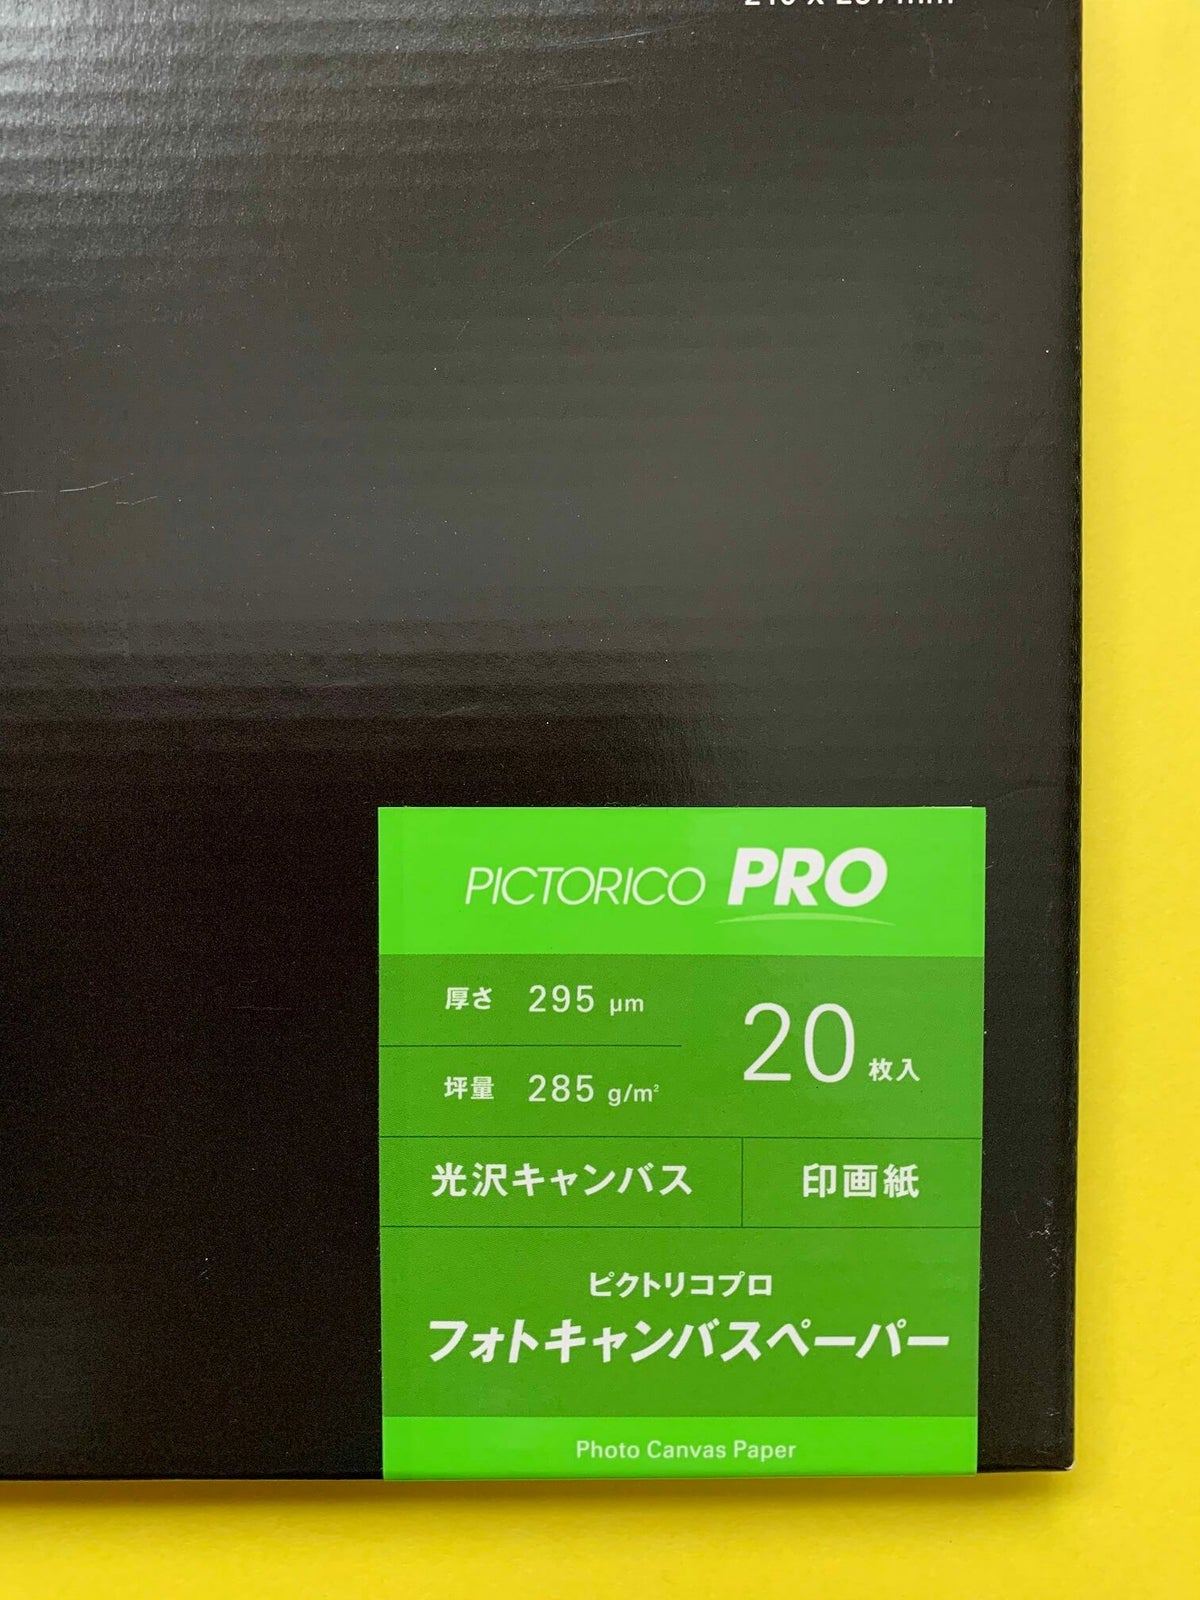 PICTORICO PRO
厚さ 295 μm
坪量 285 g/m²
20 枚入
光沢キャンバス
印画紙
ピクトリコプロ
フォトキャンバスペーパー
Photo Canvas Paper